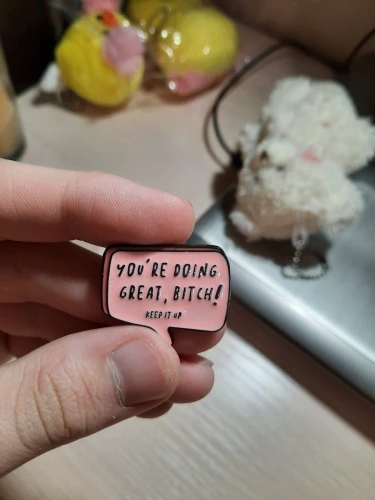 YOU'RE DOING
GREAT, BITCH!
KEEP IT UP